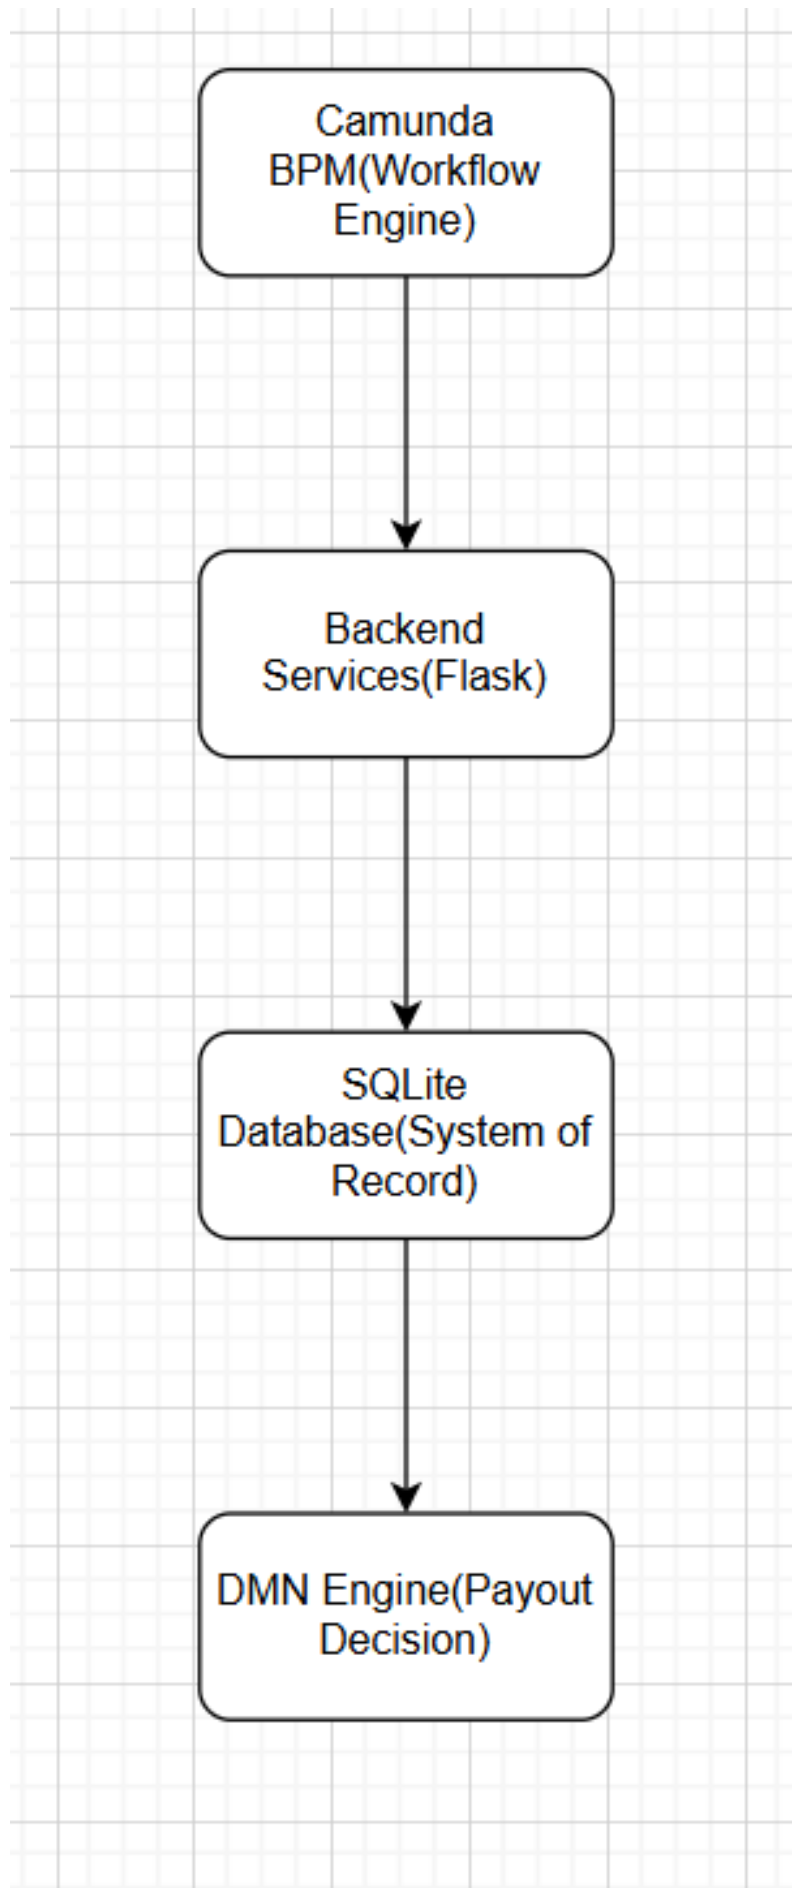 Camunda
BPM(Workflow
Engine)
Backend
Services(Flask)
SQLite
Database(System of
Record)
DMN Engine(Payout
Decision)